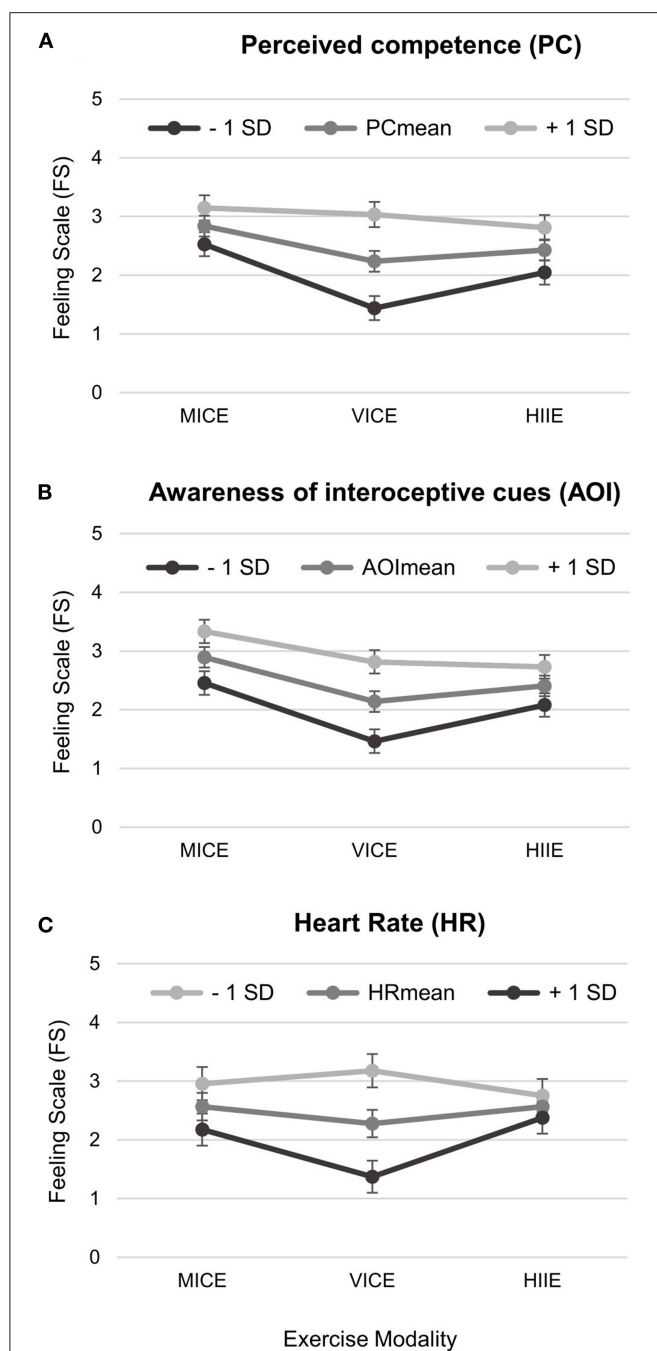 A
Perceived competence (PC)
5
- 1 SD PCmean + 1 SD
4
3
2
1
0
Feeling Scale (FS)
MICE VICE HIIE
B
Awareness of interoceptive cues (AOI)
5
- 1 SD AOImean + 1 SD
4
3
2
1
0
Feeling Scale (FS)
MICE VICE HIIE
C
Heart Rate (HR)
5
- 1 SD HRmean + 1 SD
4
3
2
1
0
Feeling Scale (FS)
MICE VICE HIIE
Exercise Modality